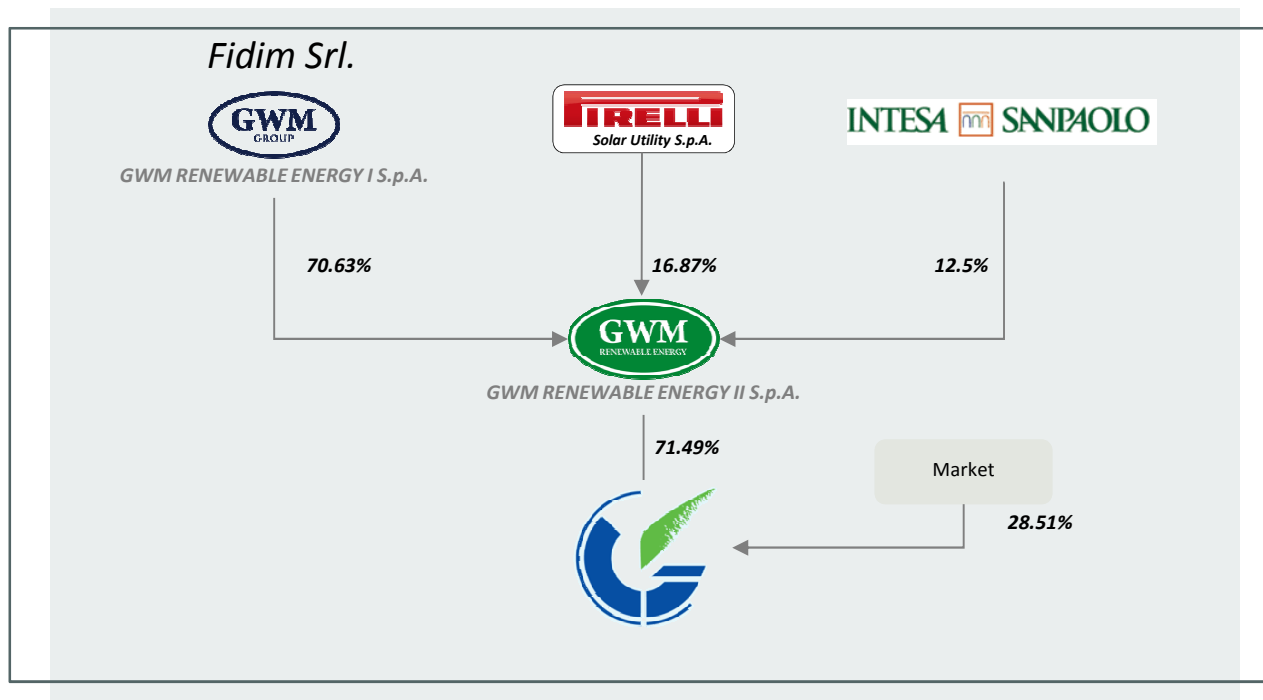 Fidim Srl.
GWM
GROUP
GWM RENEWABLE ENERGY I S.p.A.
PIRELLI
Solar Utility S.p.A.
INTESA SANPAOLO
70.63%
16.87%
12.5%
GWM
RENEWABLE ENERGY
GWM RENEWABLE ENERGY II S.p.A.
71.49%
Market
28.51%